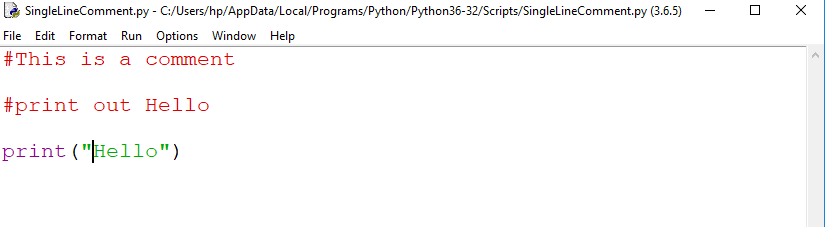 SingleLineComment.py - C:/Users/hp/AppData/Local/Programs/Python/Python36-32/Scripts/SingleLineComment.py (3.6.5)
File Edit Format Run Options Window Help
#This is a comment
#print out Hello
print("Hello")